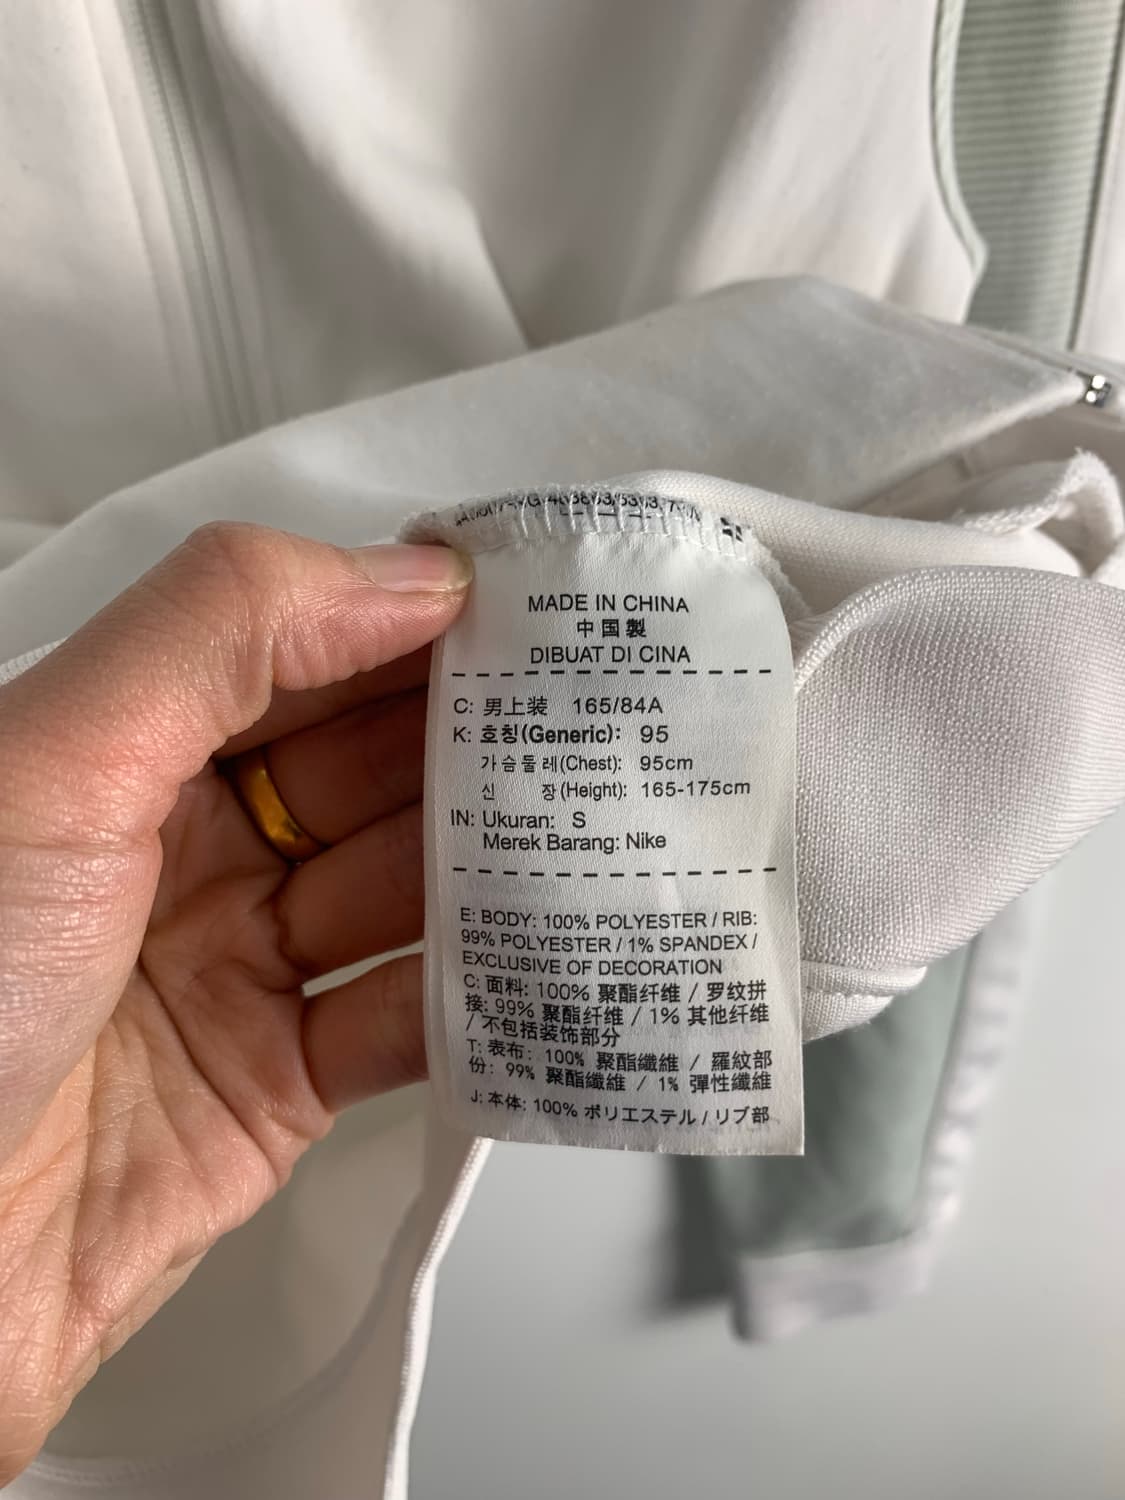 MADE IN CHINA
中国製
DIBUAT DI CINA
C: 男上装 165/84A
K: 호칭(Generic): 95
가슴둘레(Chest): 95cm
신 장(Height): 165-175cm
IN: Ukuran: S
Merek Barang: Nike
E: BODY: 100% POLYESTER / RIB:
99% POLYESTER / 1% SPANDEX /
EXCLUSIVE OF DECORATION
C: 面料: 100% 聚酯纤维 / 罗纹拼
接: 99% 聚酯纤维 / 1% 其他纤维
/ 不包括装饰部分
T: 表布: 100% 聚酯纖維 / 羅紋部
份: 99% 聚酯纖維 / 1% 彈性纖維
J: 本体: 100% ポリエステル / リブ部